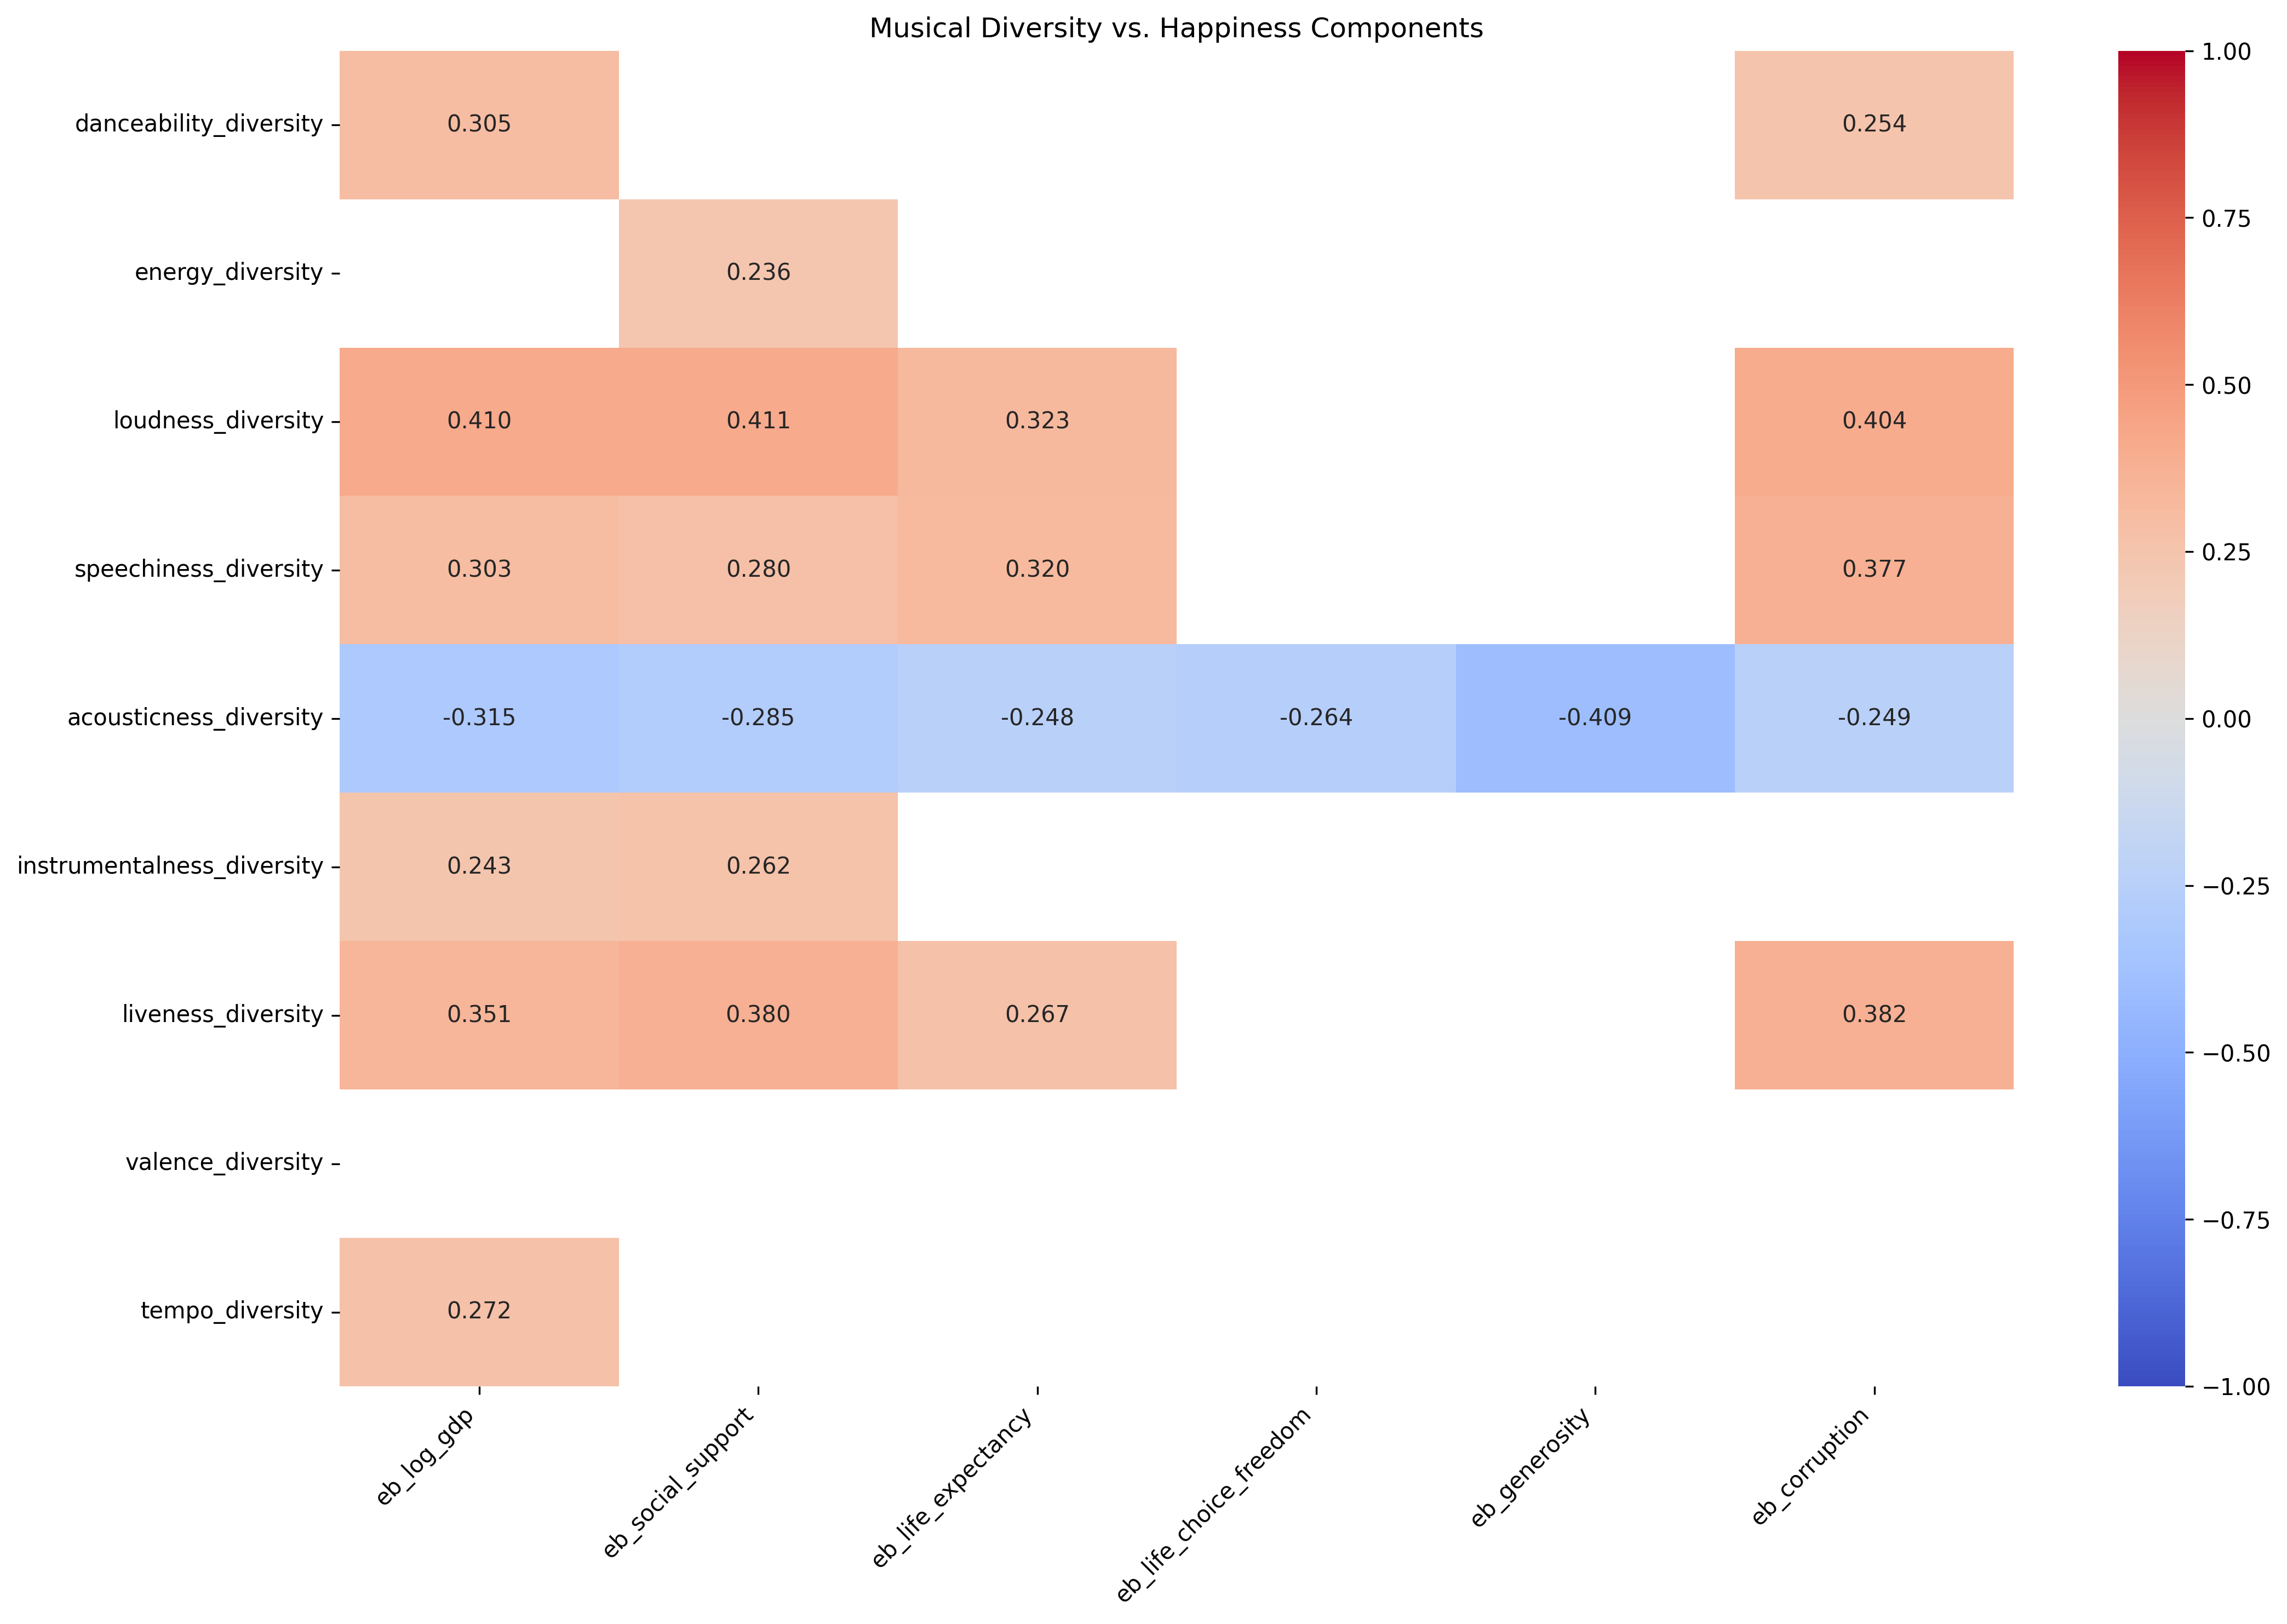 Musical Diversity vs. Happiness Components
danceability_diversity 0.305 0.254
energy_diversity 0.236
loudness_diversity 0.410 0.411 0.323 0.404
speechiness_diversity 0.303 0.280 0.320 0.377
acousticness_diversity -0.315 -0.285 -0.248 -0.264 -0.409 -0.249
instrumentalness_diversity 0.243 0.262
liveness_diversity 0.351 0.380 0.267 0.382
valence_diversity
tempo_diversity 0.272
eb_log_gdp
eb_social_support
eb_life_expectancy
eb_life_choice_freedom
eb_generosity
eb_corruption
1.00
0.75
0.50
0.25
0.00
−0.25
−0.50
−0.75
−1.00